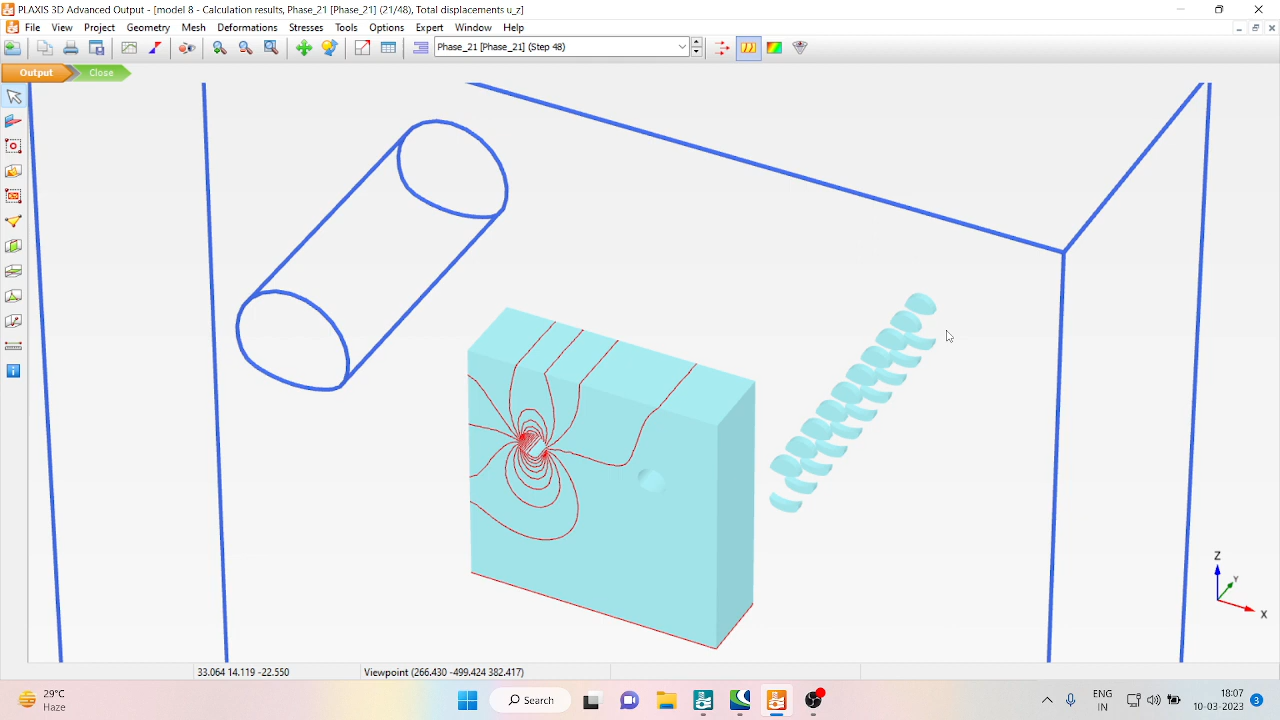 PLAXIS 3D Advanced Output - [model 8 - Calculation results, Phase_21 [Phase_21] (21/48), Total displacements u_z]
File View Project Geometry Mesh Deformations Stresses Tools Options Expert Window Help
Phase_21 [Phase_21] (Step 48)
Output Close
Z
Y
X
33.064 14.119 -22.550 Viewpoint (266.430 -499.424 382.417)
29°C
Haze
Search
ENG
IN
18:07
10-03-2023
3